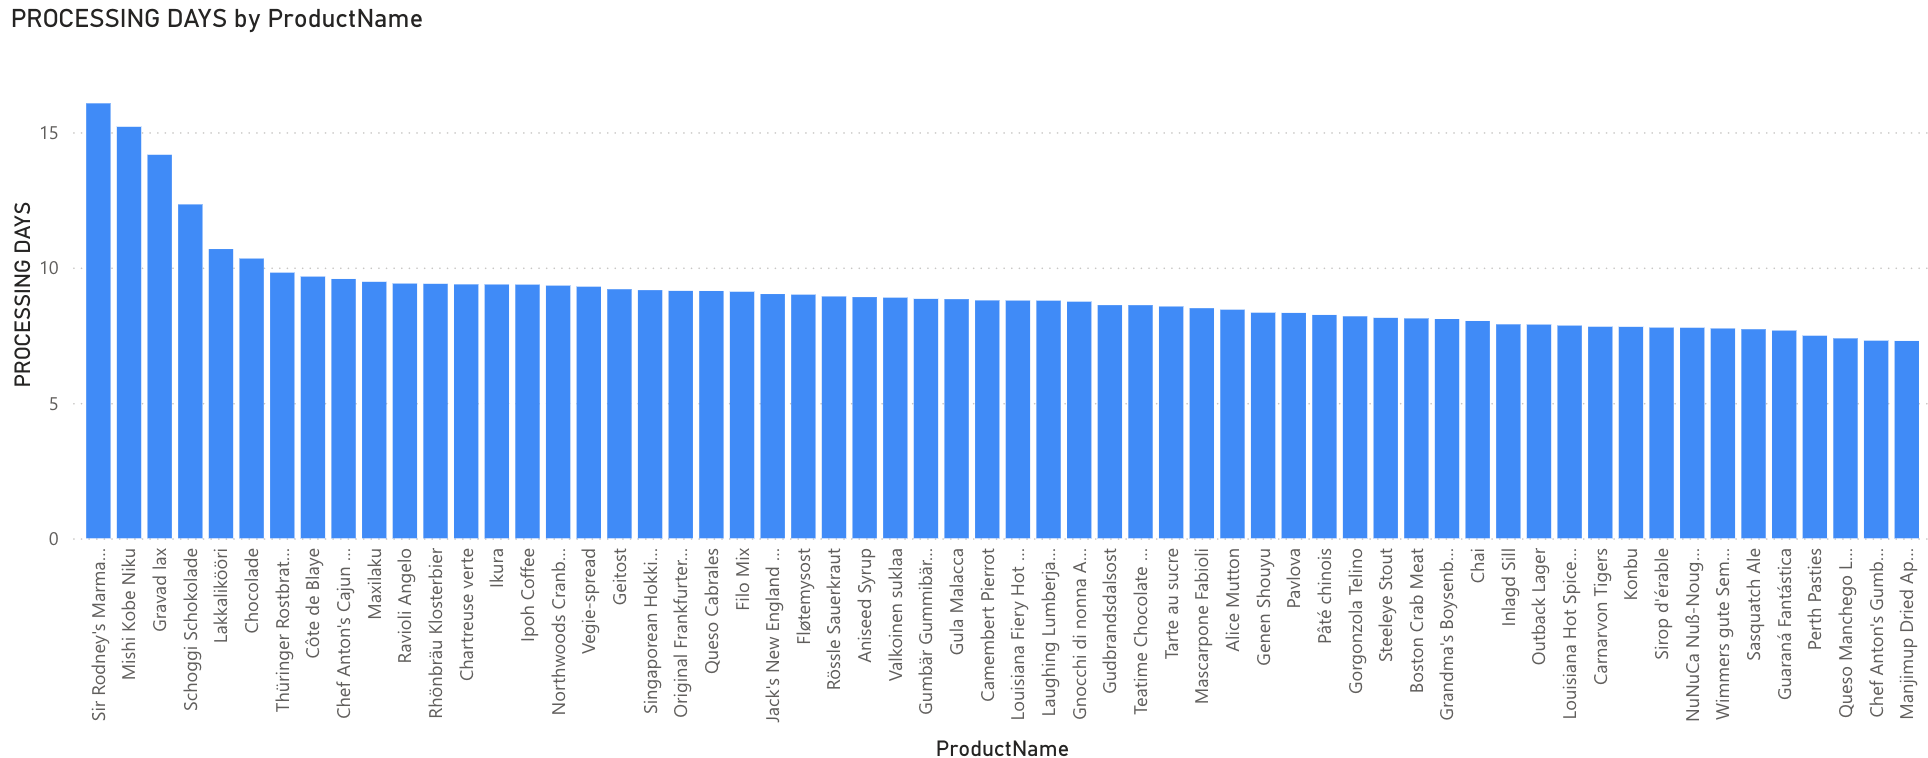 PROCESSING DAYS by ProductName
PROCESSING DAYS
15
10
5
0
Sir Rodney's Marma...
Mishi Kobe Niku
Gravad lax
Schoggi Schokolade
Lakkalikööri
Chocolade
Thüringer Rostbrat...
Côte de Blaye
Chef Anton's Cajun ...
Maxilaku
Ravioli Angelo
Rhönbräu Klosterbier
Chartreuse verte
Ikura
Ipoh Coffee
Northwoods Cranb...
Vegie-spread
Geitost
Singaporean Hokki...
Original Frankfurter...
Queso Cabrales
Filo Mix
Jack's New England ...
Fløtemysost
Rössle Sauerkraut
Aniseed Syrup
Valkoinen suklaa
Gumbär Gummibär...
Gula Malacca
Camembert Pierrot
Louisiana Fiery Hot ...
Laughing Lumberja...
Gnocchi di nonna A...
Gudbrandsdalsost
Teatime Chocolate ...
Tarte au sucre
Mascarpone Fabioli
Alice Mutton
Genen Shouyu
Pavlova
Pâté chinois
Gorgonzola Telino
Steeleye Stout
Boston Crab Meat
Grandma's Boysenb...
Chai
Inlagd Sill
Outback Lager
Louisiana Hot Spice...
Carnarvon Tigers
Konbu
Sirop d'érable
NuNuCa Nuß-Noug...
Wimmers gute Sem...
Sasquatch Ale
Guaraná Fantástica
Perth Pasties
Queso Manchego L...
Chef Anton's Gumb...
Manjimup Dried Ap...
ProductName